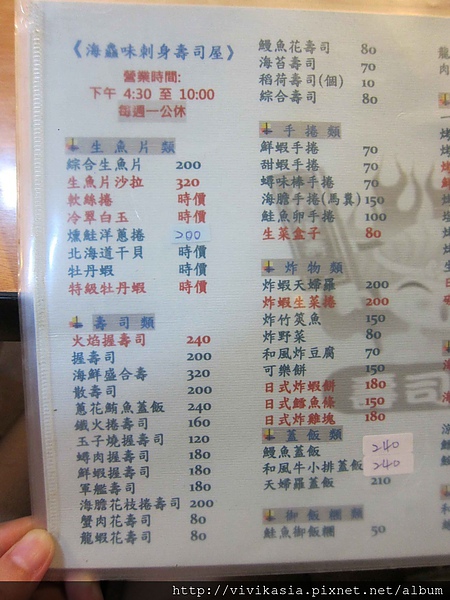 《海蟲味刺身壽司屋》
營業時間:
下午 4:30 至 10:00
每週一公休
生魚片類
綜合生魚片 200
生魚片沙拉 320
軟絲捲 時價
冷翠白玉 時價
燻鮭洋蔥捲 200
北海道干貝 時價
牡丹蝦 時價
特級牡丹蝦 時價
壽司類
火焰握壽司 240
握壽司 200
海鮮盛合壽 320
散壽司 200
蔥花鮪魚蓋飯 240
鐵火捲壽司 160
玉子燒握壽司 120
蟳肉握壽司 180
鮮蝦握壽司 180
軍艦壽司 180
海膽花枝捲壽司 200
蟹肉花壽司 80
龍蝦花壽司 80
鰻魚花壽司 80
海苔壽司 70
稻荷壽司(個) 10
綜合壽司 80
手捲類
鮮蝦手捲 70
甜蝦手捲 70
蟳味棒手捲 70
海膽手捲(馬糞) 150
鮭魚卵手捲 100
生菜盒子 80
炸物類
炸蝦天婦羅 200
炸蝦生菜捲 200
炸竹筴魚 150
炸野菜 80
和風炸豆腐 70
可樂餅 150
日式炸蝦餅 180
日式鱈魚條 150
日式炸雞塊 180
蓋飯類
鰻魚蓋飯 240
和風牛小排蓋飯 240
天婦羅蓋飯 210
御飯糰類
鮭魚御飯糰 50
壽司
http://vivikasia.pixnet.net/album